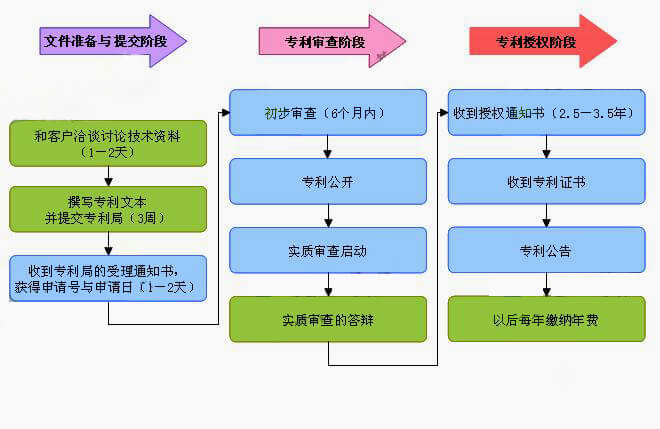 文件准备与提交阶段
和客户洽谈讨论技术资料
（1—2天）
撰写专利文本
并提交专利局（3周）
收到专利局的受理通知书，
获得申请号与申请日（1—2天）
专利审查阶段
初步审查（6个月内）
专利公开
实质审查启动
实质审查的答辩
专利授权阶段
收到授权通知书（2.5—3.5年）
收到专利证书
专利公告
以后每年缴纳年费